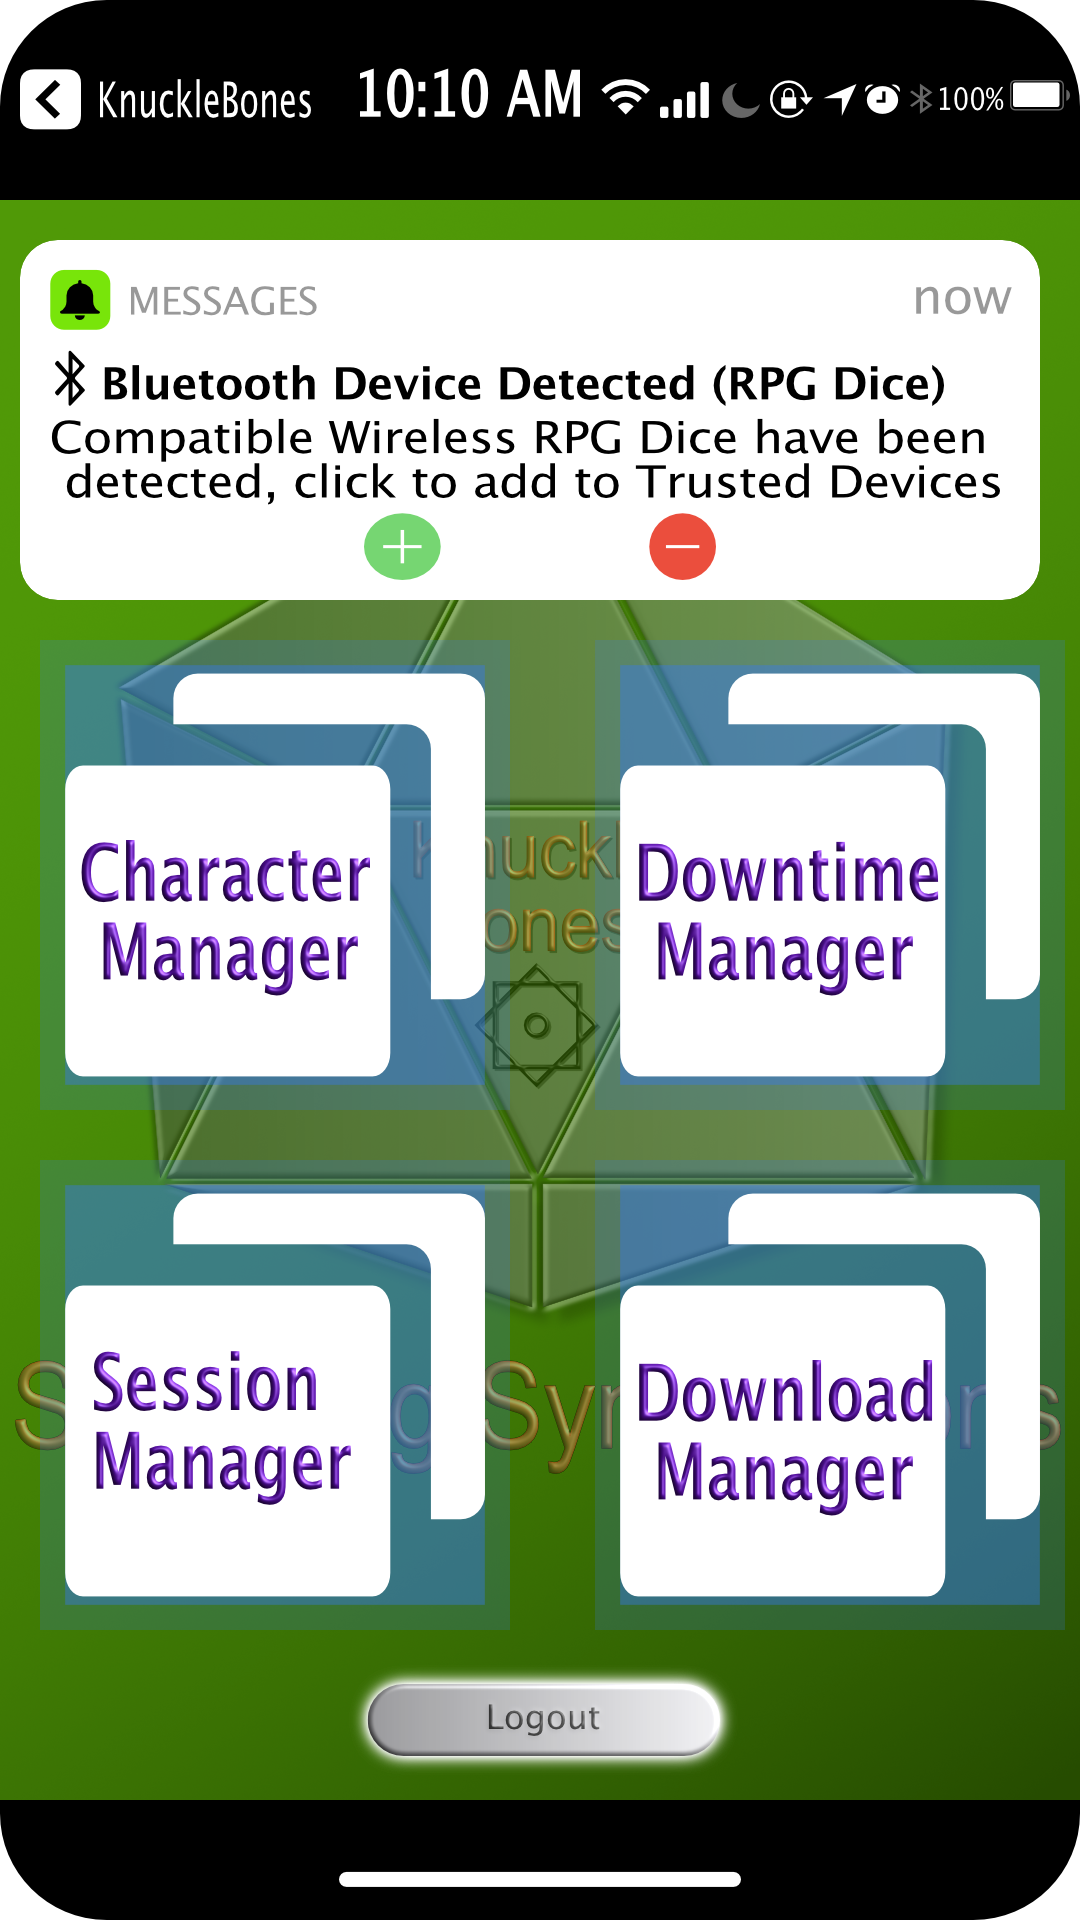 KnuckleBones 10:10 AM 100%
MESSAGES now
Bluetooth Device Detected (RPG Dice)
Compatible Wireless RPG Dice have been
detected, click to add to Trusted Devices
Character
Manager
Downtime
Manager
Session
Manager
Download
Manager
Logout